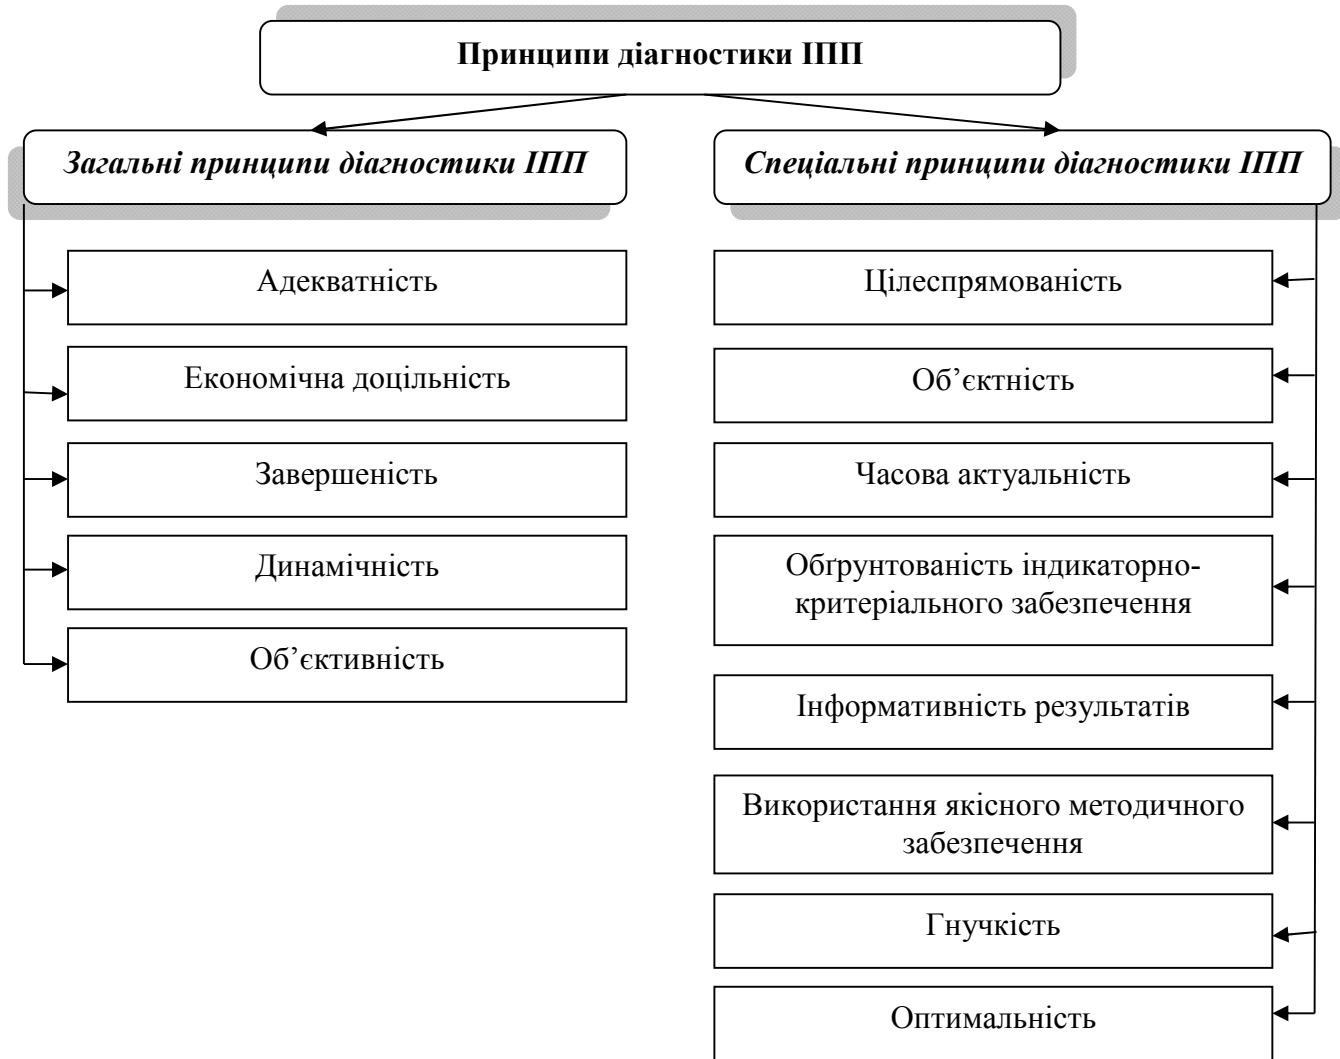 Принципи діагностики ІПП
Загальні принципи діагностики ІПП
Адекватність
Економічна доцільність
Завершеність
Динамічність
Об’єктивність
Спеціальні принципи діагностики ІПП
Цілеспрямованість
Об’єктність
Часова актуальність
Обґрунтованість індикаторно-
критеріального забезпечення
Інформативність результатів
Використання якісного методичного
забезпечення
Гнучкість
Оптимальність